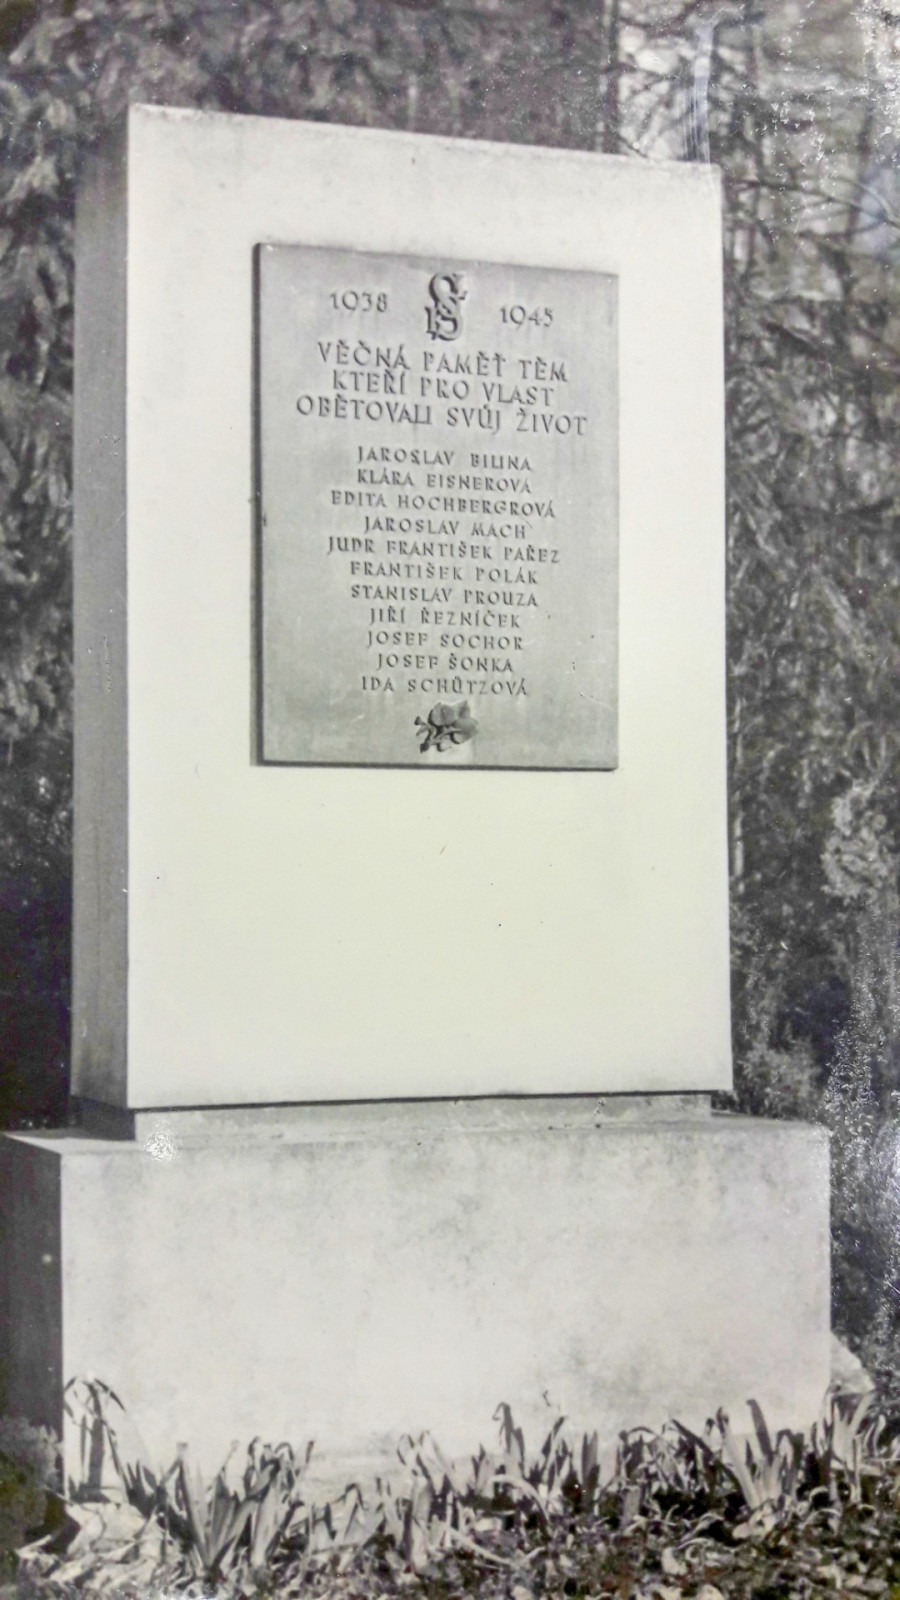 1938 1945
VĚČNÁ PAMĚŤ TĚM
KTEŘÍ PRO VLAST
OBĚTOVALI SVŮJ ŽIVOT
JAROSLAV BILINA
KLÁRA EISNEROVÁ
EDITA HOCHBERGROVÁ
JAROSLAV MACH
JUDR FRANTIŠEK PAŘEZ
FRANTIŠEK POLÁK
STANISLAV PROUZA
JIŘÍ ŘEZNÍČEK
JOSEF SOCHOR
JOSEF ŠONKA
IDA SCHÜTZOVÁ